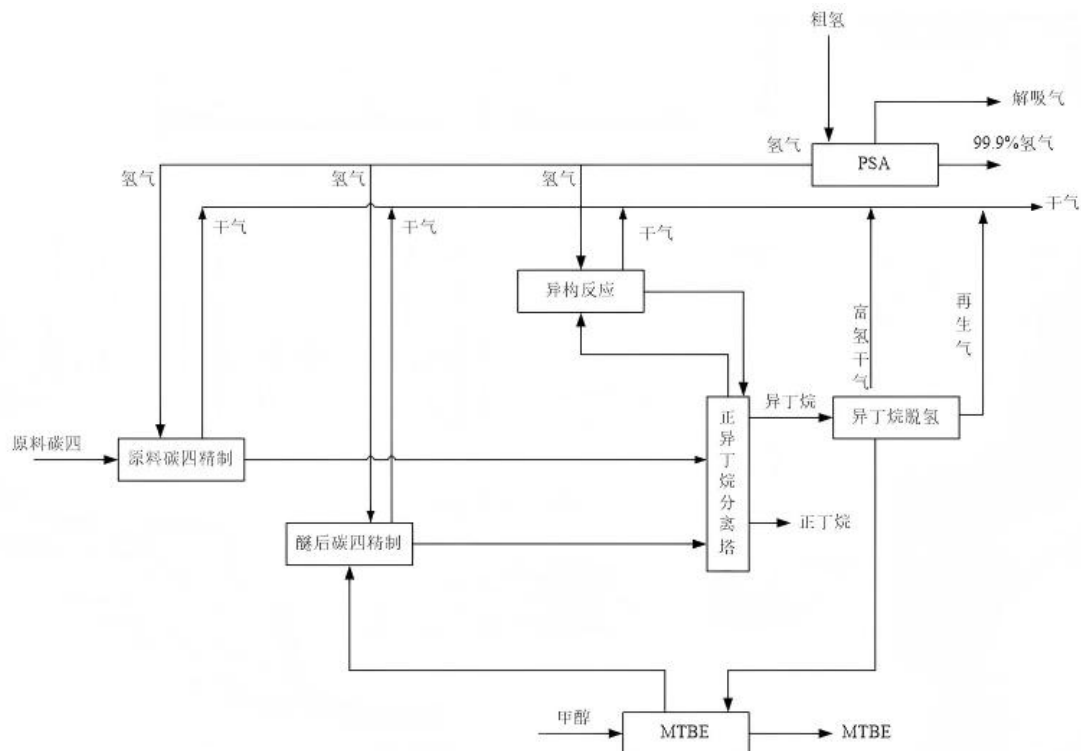 粗氢
解吸气
氢气
PSA
99.9%氢气
氢气
氢气
氢气
干气
干气
干气
干气
异构反应
富氢干气
再生气
正异丁烷分离塔
异丁烷
异丁烷脱氢
原料碳四
原料碳四精制
正丁烷
醚后碳四精制
甲醇
MTBE
MTBE